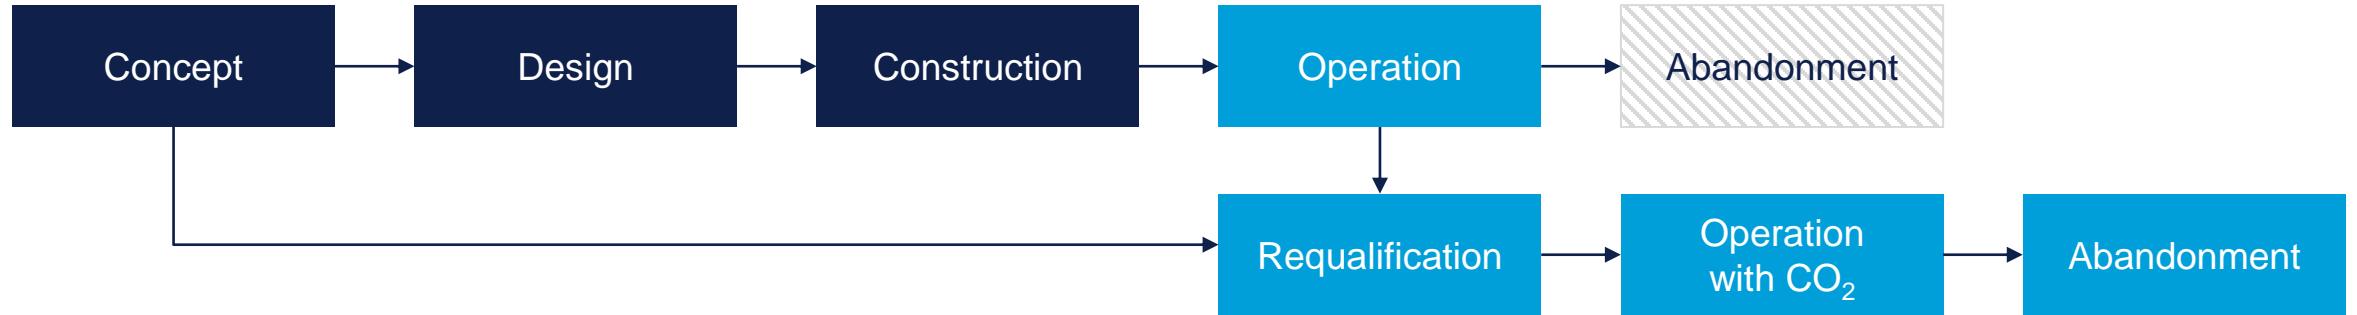 Concept
Design
Construction
Operation
Abandonment
Requalification
Operation
with CO₂
Abandonment